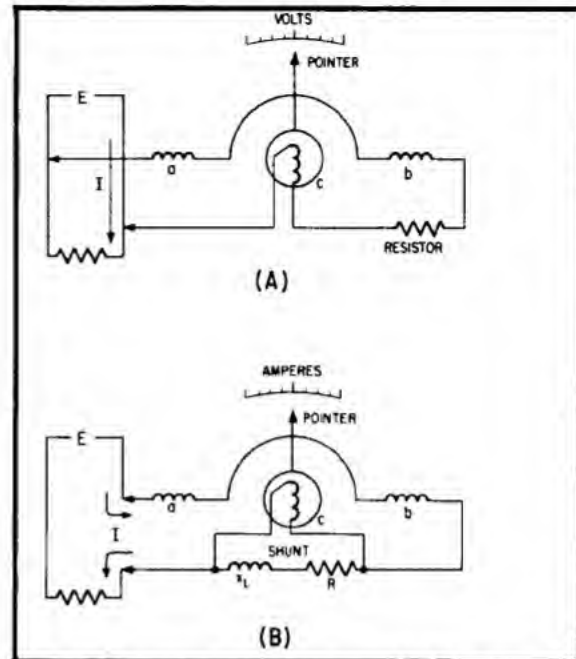 VOLTS
POINTER
E
I
a
c
b
RESISTOR
(A)
AMPERES
POINTER
E
a
c
b
I
SHUNT
XL
R
(B)